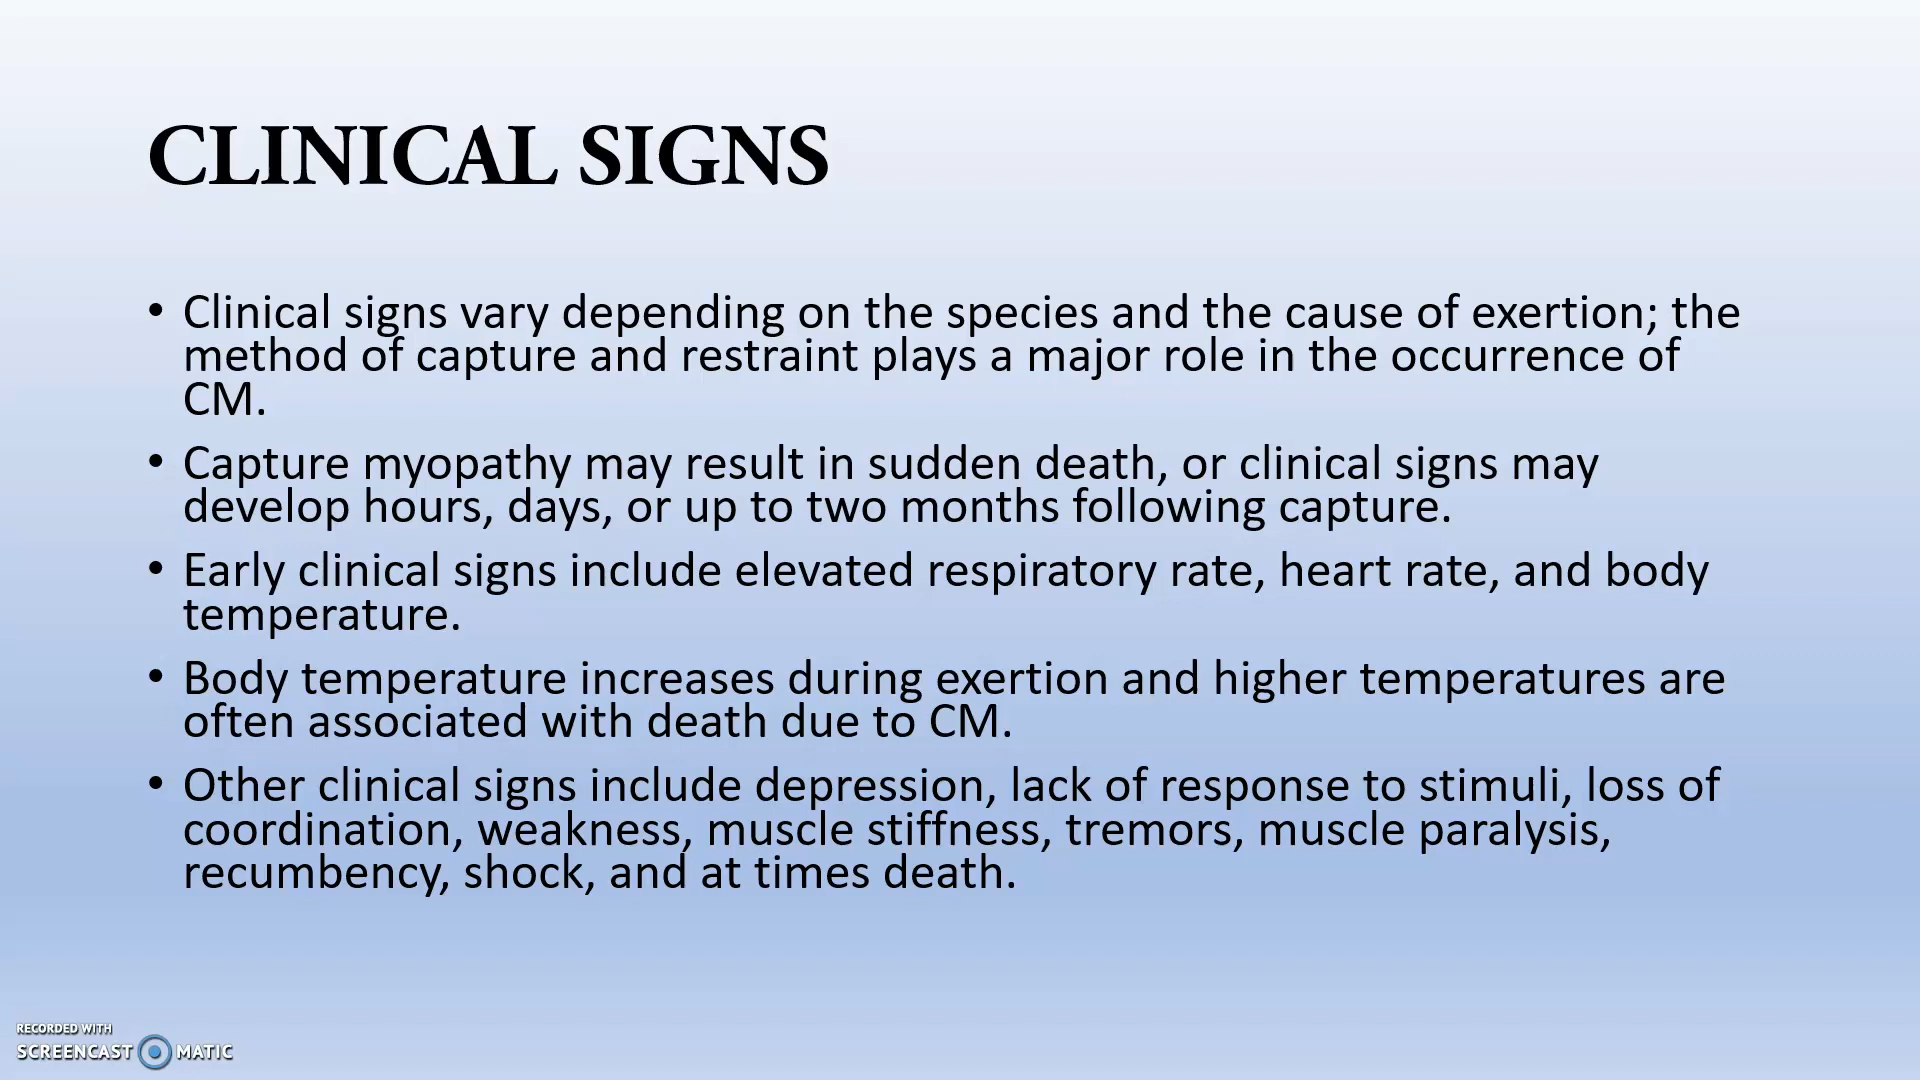 CLINICAL SIGNS
• Clinical signs vary depending on the species and the cause of exertion; the
method of capture and restraint plays a major role in the occurrence of
CM.
• Capture myopathy may result in sudden death, or clinical signs may
develop hours, days, or up to two months following capture.
• Early clinical signs include elevated respiratory rate, heart rate, and body
temperature.
• Body temperature increases during exertion and higher temperatures are
often associated with death due to CM.
• Other clinical signs include depression, lack of response to stimuli, loss of
coordination, weakness, muscle stiffness, tremors, muscle paralysis,
recumbency, shock, and at times death.
RECORDED WITH
SCREENCAST MATIC